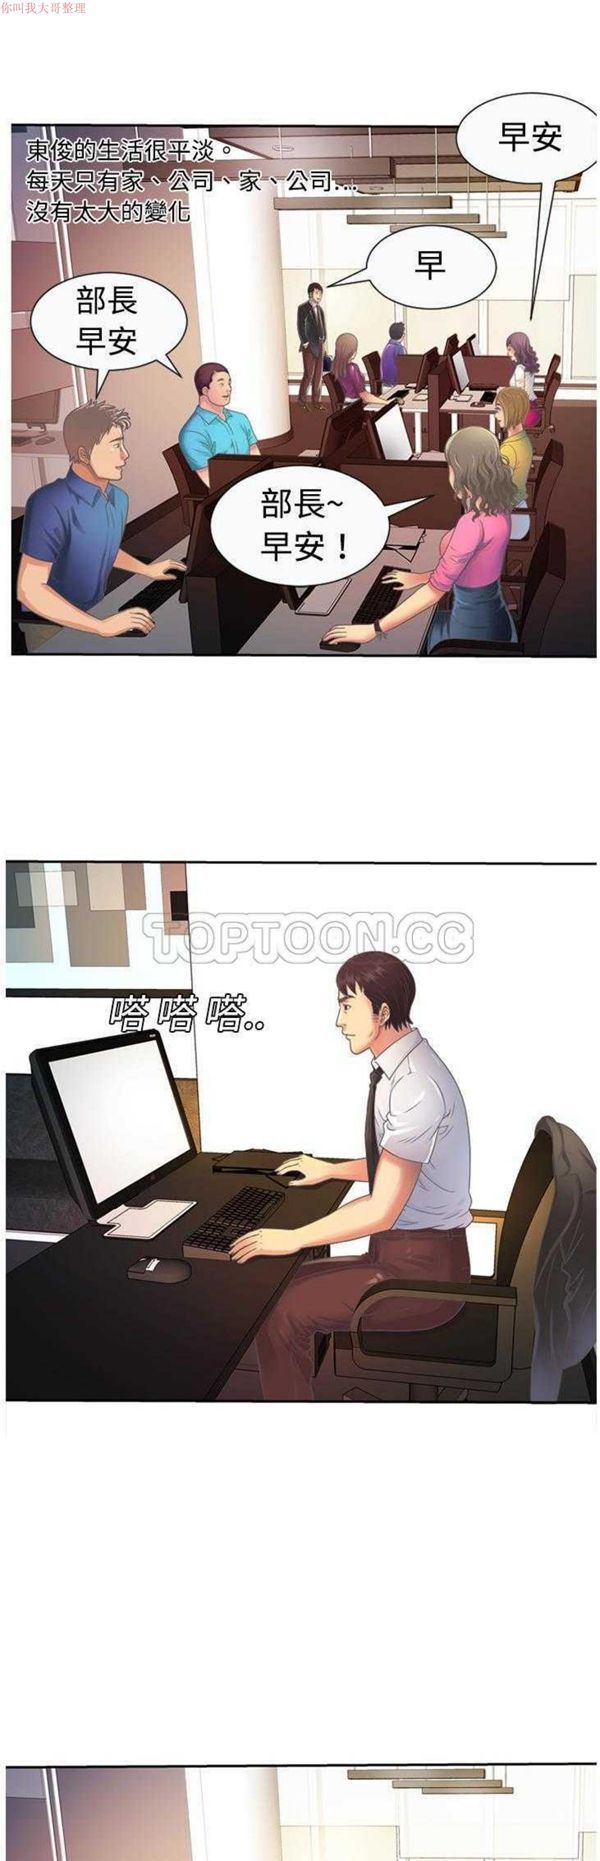 你叫我大哥整理
早安
東俊的生活很平淡。
每天只有家、公司、家、公司...
沒有太大的變化
早
部長
早安
部長~
早安！
TOPTOON.CC
嗒 嗒 嗒..